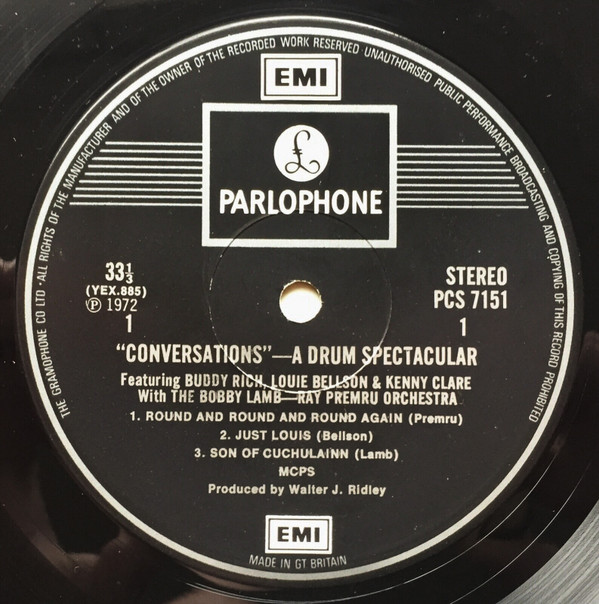 THE GRAMOPHONE CO LTD · ALL RIGHTS OF THE MANUFACTURER AND OF THE OWNER OF THE RECORDED WORK RESERVED · UNAUTHORISED PUBLIC PERFORMANCE BROADCASTING AND COPYING OF THIS RECORD PROHIBITED
EMI
£
PARLOPHONE
33⅓
(YEX.885)
Ⓟ 1972
1
STEREO
PCS 7151
1
"CONVERSATIONS"—A DRUM SPECTACULAR
Featuring BUDDY RICH, LOUIE BELLSON & KENNY CLARE
With THE BOBBY LAMB—RAY PREMRU ORCHESTRA
1. ROUND AND ROUND AND ROUND AGAIN (Premru)
2. JUST LOUIS (Bellson)
3. SON OF CUCHULAINN (Lamb)
MCPS
Produced by Walter J. Ridley
EMI
MADE IN GT BRITAIN